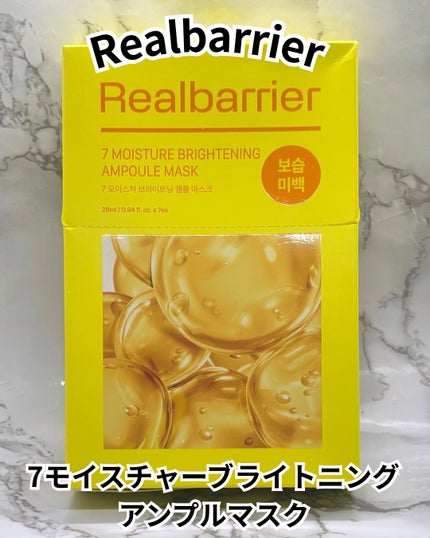 Realbarrier
Realbarrier
7 MOISTURE BRIGHTENING
AMPOULE MASK
7 모이스처 브라이트닝 앰플 마스크
28ml / 0.94 fl. oz. x 7ea
보습
미백
7モイスチャーブライトニング
アンプルマスク